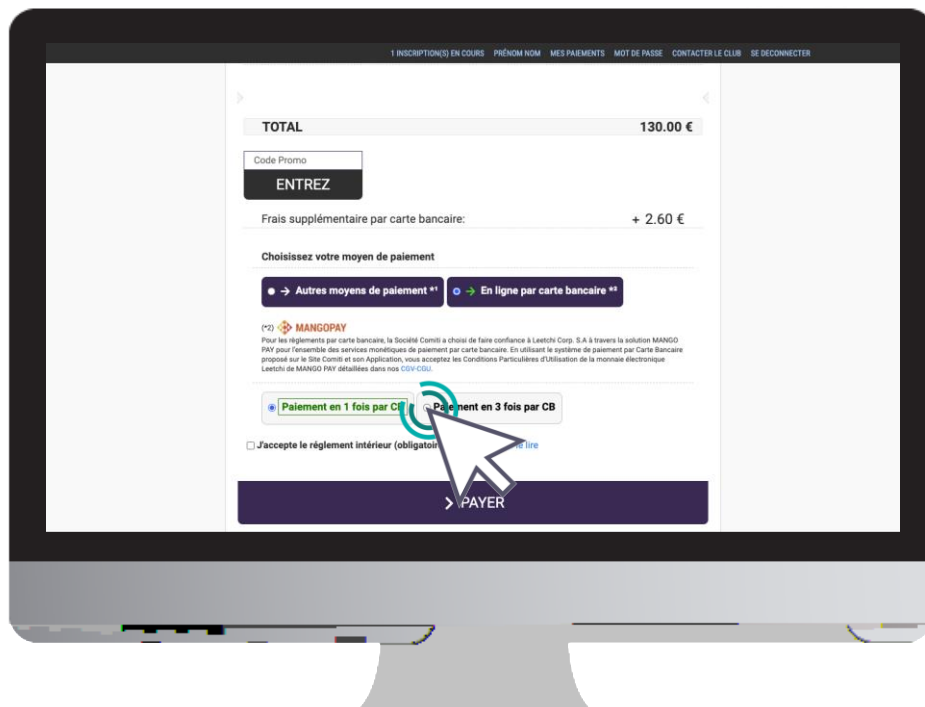 1 INSCRIPTION(S) EN COURS PRÉNOM NOM MES PAIEMENTS MOT DE PASSE CONTACTER LE CLUB SE DECONNECTER
TOTAL 130.00 €
Code Promo
ENTREZ
Frais supplémentaire par carte bancaire: + 2.60 €
Choisissez votre moyen de paiement
→ Autres moyens de paiement *¹ → En ligne par carte bancaire *²
(*2) MANGOPAY
Pour les règlements par carte bancaire, la Société Comiti a choisi de faire confiance à Leetchi Corp. S.A à travers la solution MANGO
PAY pour l'ensemble des services monétiques de paiement par carte bancaire. En utilisant le système de paiement par Carte Bancaire
proposé sur le Site Comiti et son Application, vous acceptez les Conditions Particulières d'Utilisation de la monnaie électronique
Leetchi de MANGO PAY détaillées dans nos CGV-CGU.
Paiement en 1 fois par Paiement en 3 fois par CB
J'accepte le réglement intérieur lire
> PAYER